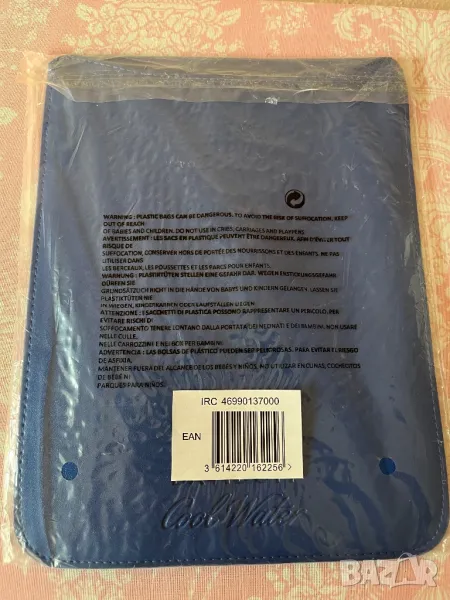 WARNING : PLASTIC BAGS CAN BE DANGEROUS. TO AVOID THE RISK OF SUFFOCATION, KEEP
OUT OF REACH
OF BABIES AND CHILDREN. DO NOT USE IN CRIES, CARRIAGES AND PLAYPENS
AVERTISSEMENT : LES SACS EN PLASTIQUE PEUVENT ÊTRE DANGEREUX, AFIN D'ÉVITER TOUT
RISQUE DE
SUFFOCATION, CONSERVER HORS DE PORTÉE DES NOURRISSONS ET DES ENFANTS. NE PAS
UTILISER DANS
LES BERCEAUX, LES POUSSETTES ET LES PARCS POUR ENFANTS.
WARNUNG : PLASTIKTÜTEN STELLEN EINE GEFAHR DAR. WEGEN ERSTICKUNGSGEFAHR
DÜRFEN SIE
GRUNDSÄTZLICH NICHT IN DIE HÄNDE VON BABYS UND KINDERN GELANGEN. LASSEN SIE
PLASTIKTÜTEN NIE
IN WIEGEN, KINDERKARREN ODER LAUFSTÄLLEN LIEGEN.
ATTENZIONE : I SACCHETTI DI PLASTICA POSSONO RAPPRESENTARE UN PERICOLO. PER
EVITARE RISCHI DI
SOFFOCAMENTO TENERE LONTANO DALLA PORTATA DEI NEONATI E DEI BAMBINI. NON USARE
NELLE CULLE,
NELLE CARROZZINI E NEI BOX PER BAMBINI.
ADVERTENCIA : LAS BOLSAS DE PLÁSTICO PUEDEN SER PELIGROSAS. PARA EVITAR EL RIESGO
DE ASFIXIA,
MANTENER FUERA DEL ALCANCE DE LOS BEBÉS Y NIÑOS. NO UTILIZAR EN CUNAS, COCHECITOS
DE BEBÉ NI
PARQUES PARA NIÑOS.
IRC 46990137000
EAN
3 614220 162256 >
Cool Water
BAZAR